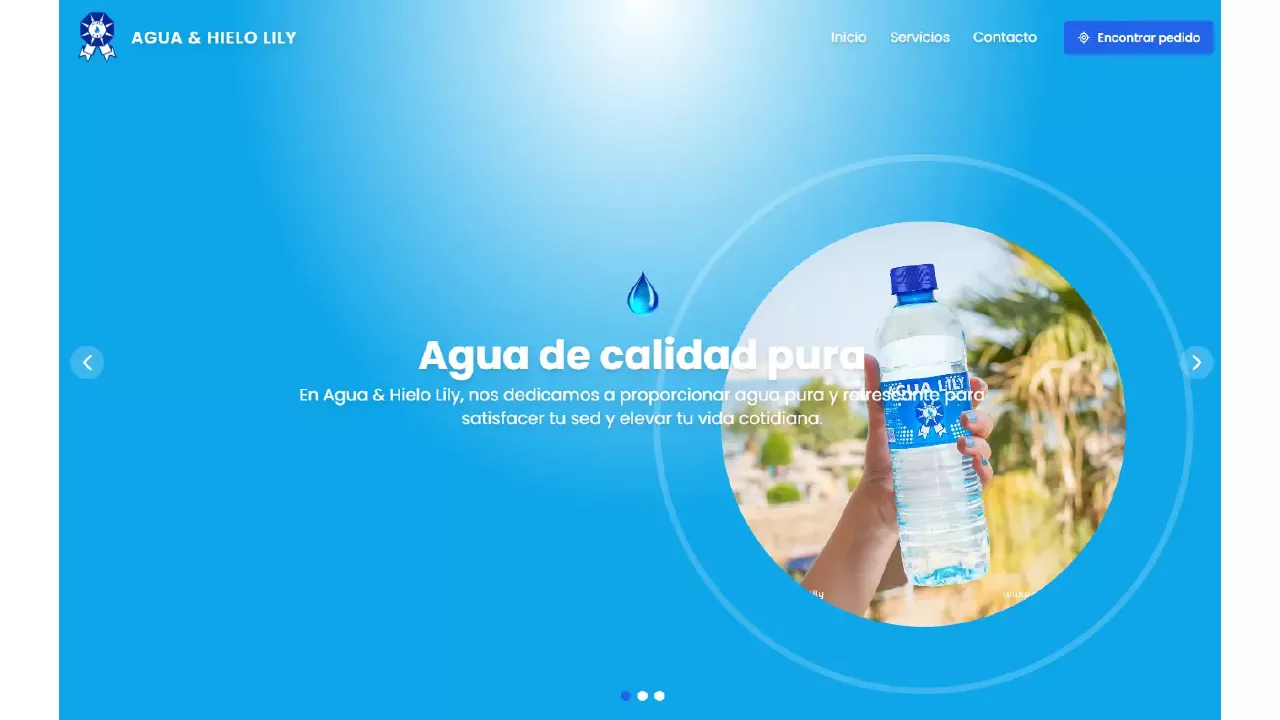 AGUA & HIELO LILY
Inicio
Servicios
Contacto
Encontrar pedido
Agua de calidad pura
En Agua & Hielo Lily, nos dedicamos a proporcionar agua pura y refrescante para
satisfacer tu sed y elevar tu vida cotidiana.
AGUA LILY